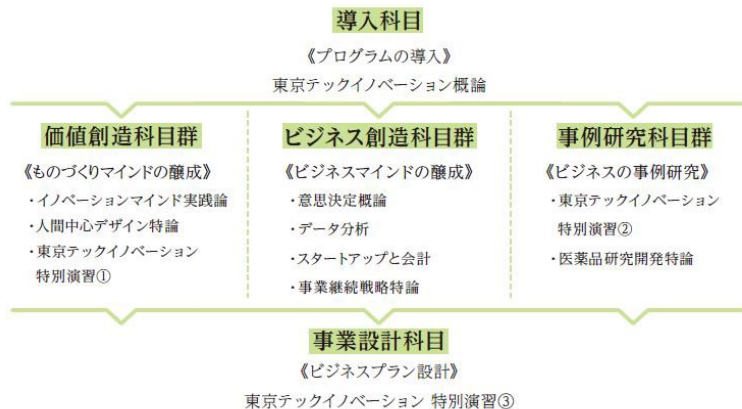 導入科目
《プログラムの導入》
東京テックイノベーション概論
価値創造科目群
《ものづくりマインドの醸成》
・イノベーションマインド実践論
・人間中心デザイン特論
・東京テックイノベーション
特別演習①
ビジネス創造科目群
《ビジネスマインドの醸成》
・意思決定概論
・データ分析
・スタートアップと会計
・事業継続戦略特論
事例研究科目群
《ビジネスの事例研究》
・東京テックイノベーション
特別演習②
・医薬品研究開発特論
事業設計科目
《ビジネスプラン設計》
東京テックイノベーション 特別演習③